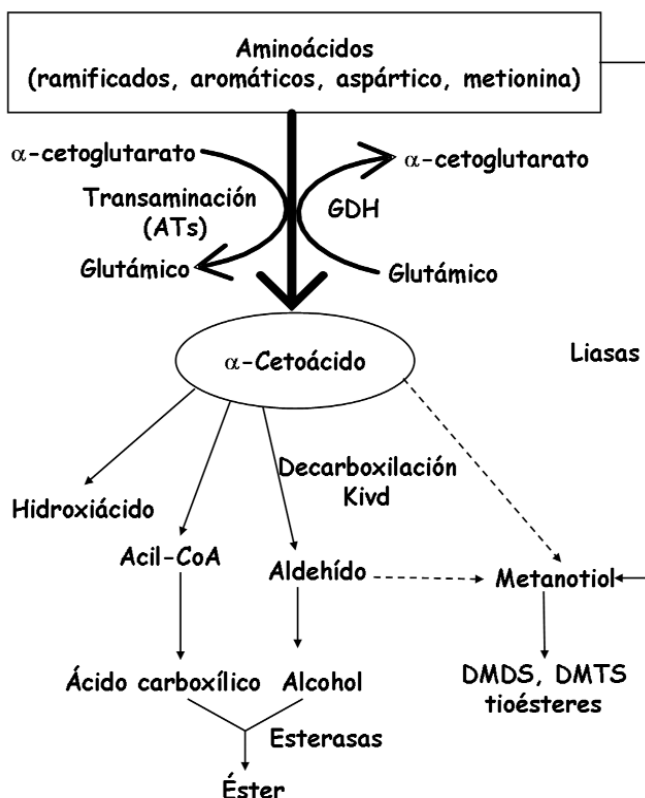 Aminoácidos
(ramificados, aromáticos, aspártico, metionina)
α-cetoglutarato
α-cetoglutarato
Transaminación
(ATs)
GDH
Glutámico
Glutámico
α-Cetoácido
Liasas
Decarboxilación
Kivd
Hidroxiácido
Acil-CoA
Aldehído
Metanotiol
Ácido carboxílico
Alcohol
DMDS, DMTS
tioésteres
Esterasas
Éster